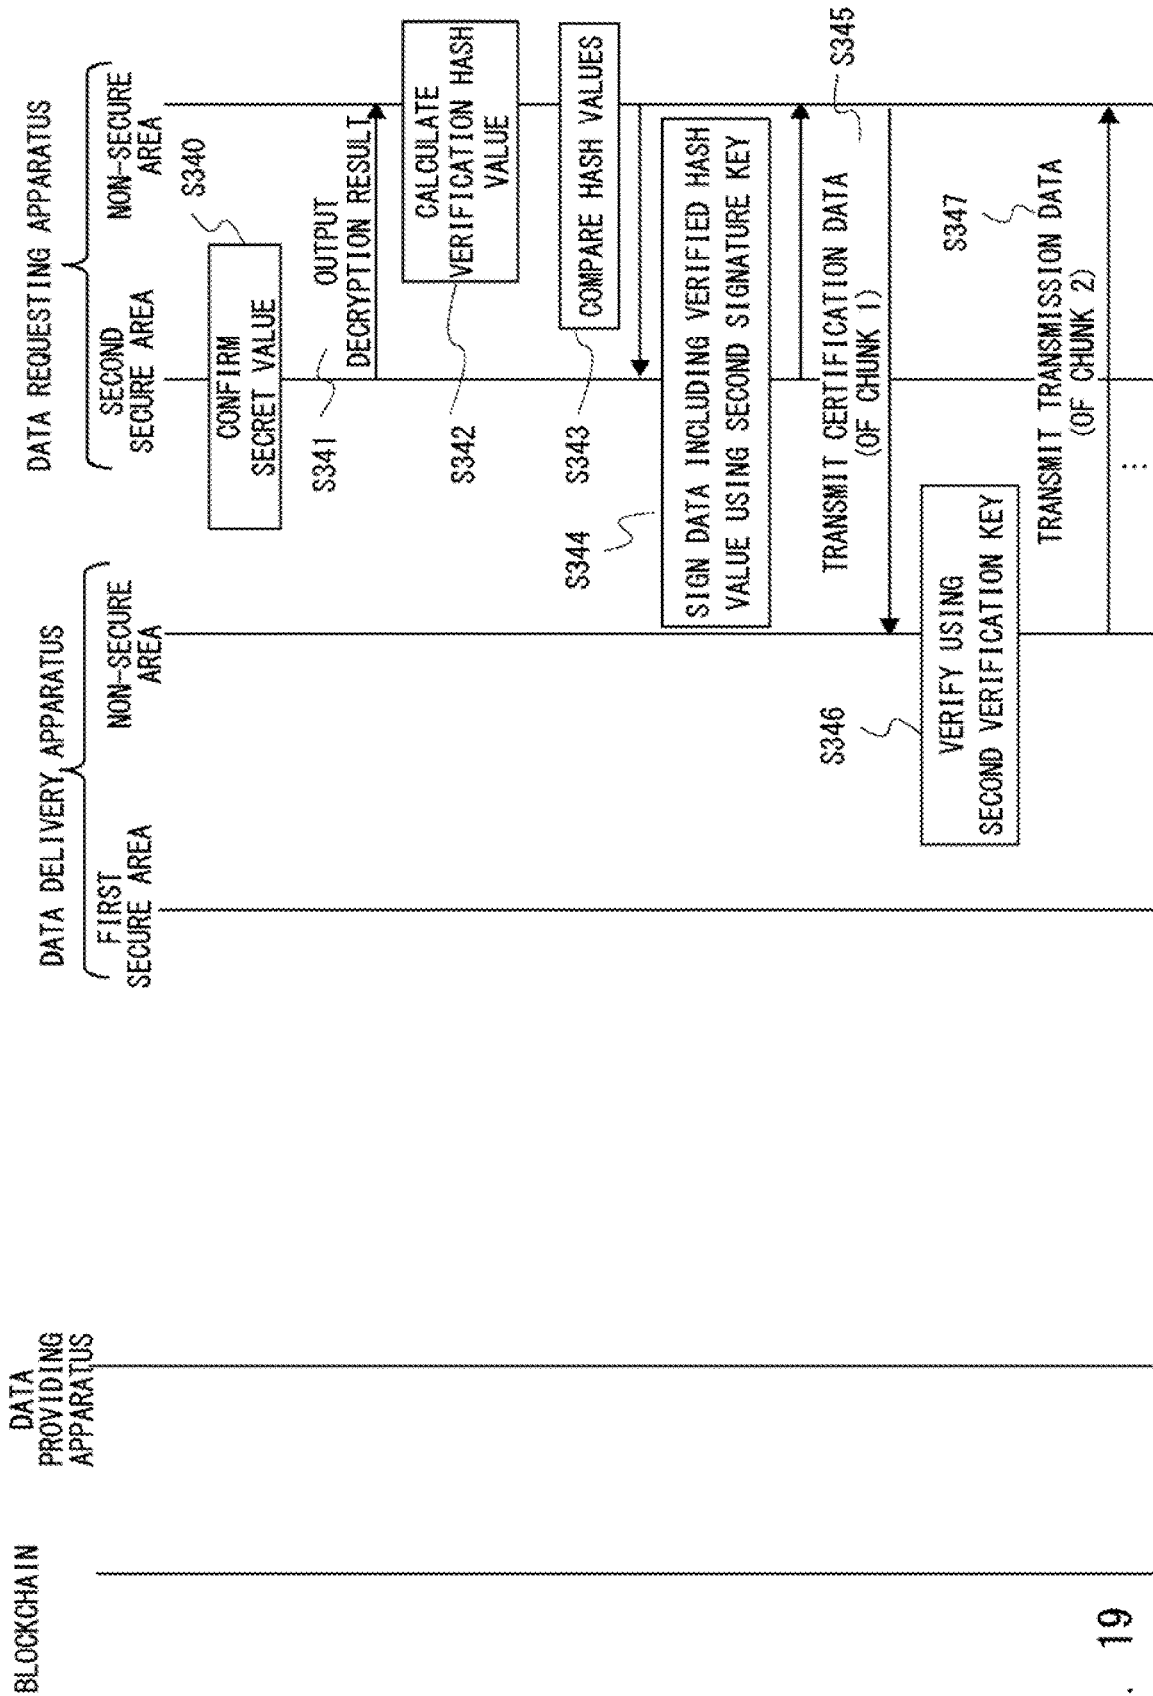 BLOCKCHAIN
DATA
PROVIDING
APPARATUS
DATA DELIVERY APPARATUS
FIRST
SECURE AREA
NON-SECURE
AREA
DATA REQUESTING APPARATUS
SECOND
SECURE AREA
NON-SECURE
AREA
S340
CONFIRM
SECRET VALUE
S341
OUTPUT
DECRYPTION RESULT
S342
CALCULATE
VERIFICATION HASH
VALUE
S343
COMPARE HASH VALUES
S344
SIGN DATA INCLUDING VERIFIED HASH
VALUE USING SECOND SIGNATURE KEY
S345
TRANSMIT CERTIFICATION DATA
(OF CHUNK 1)
S346
VERIFY USING
SECOND VERIFICATION KEY
S347
TRANSMIT TRANSMISSION DATA
(OF CHUNK 2)
...
. 19